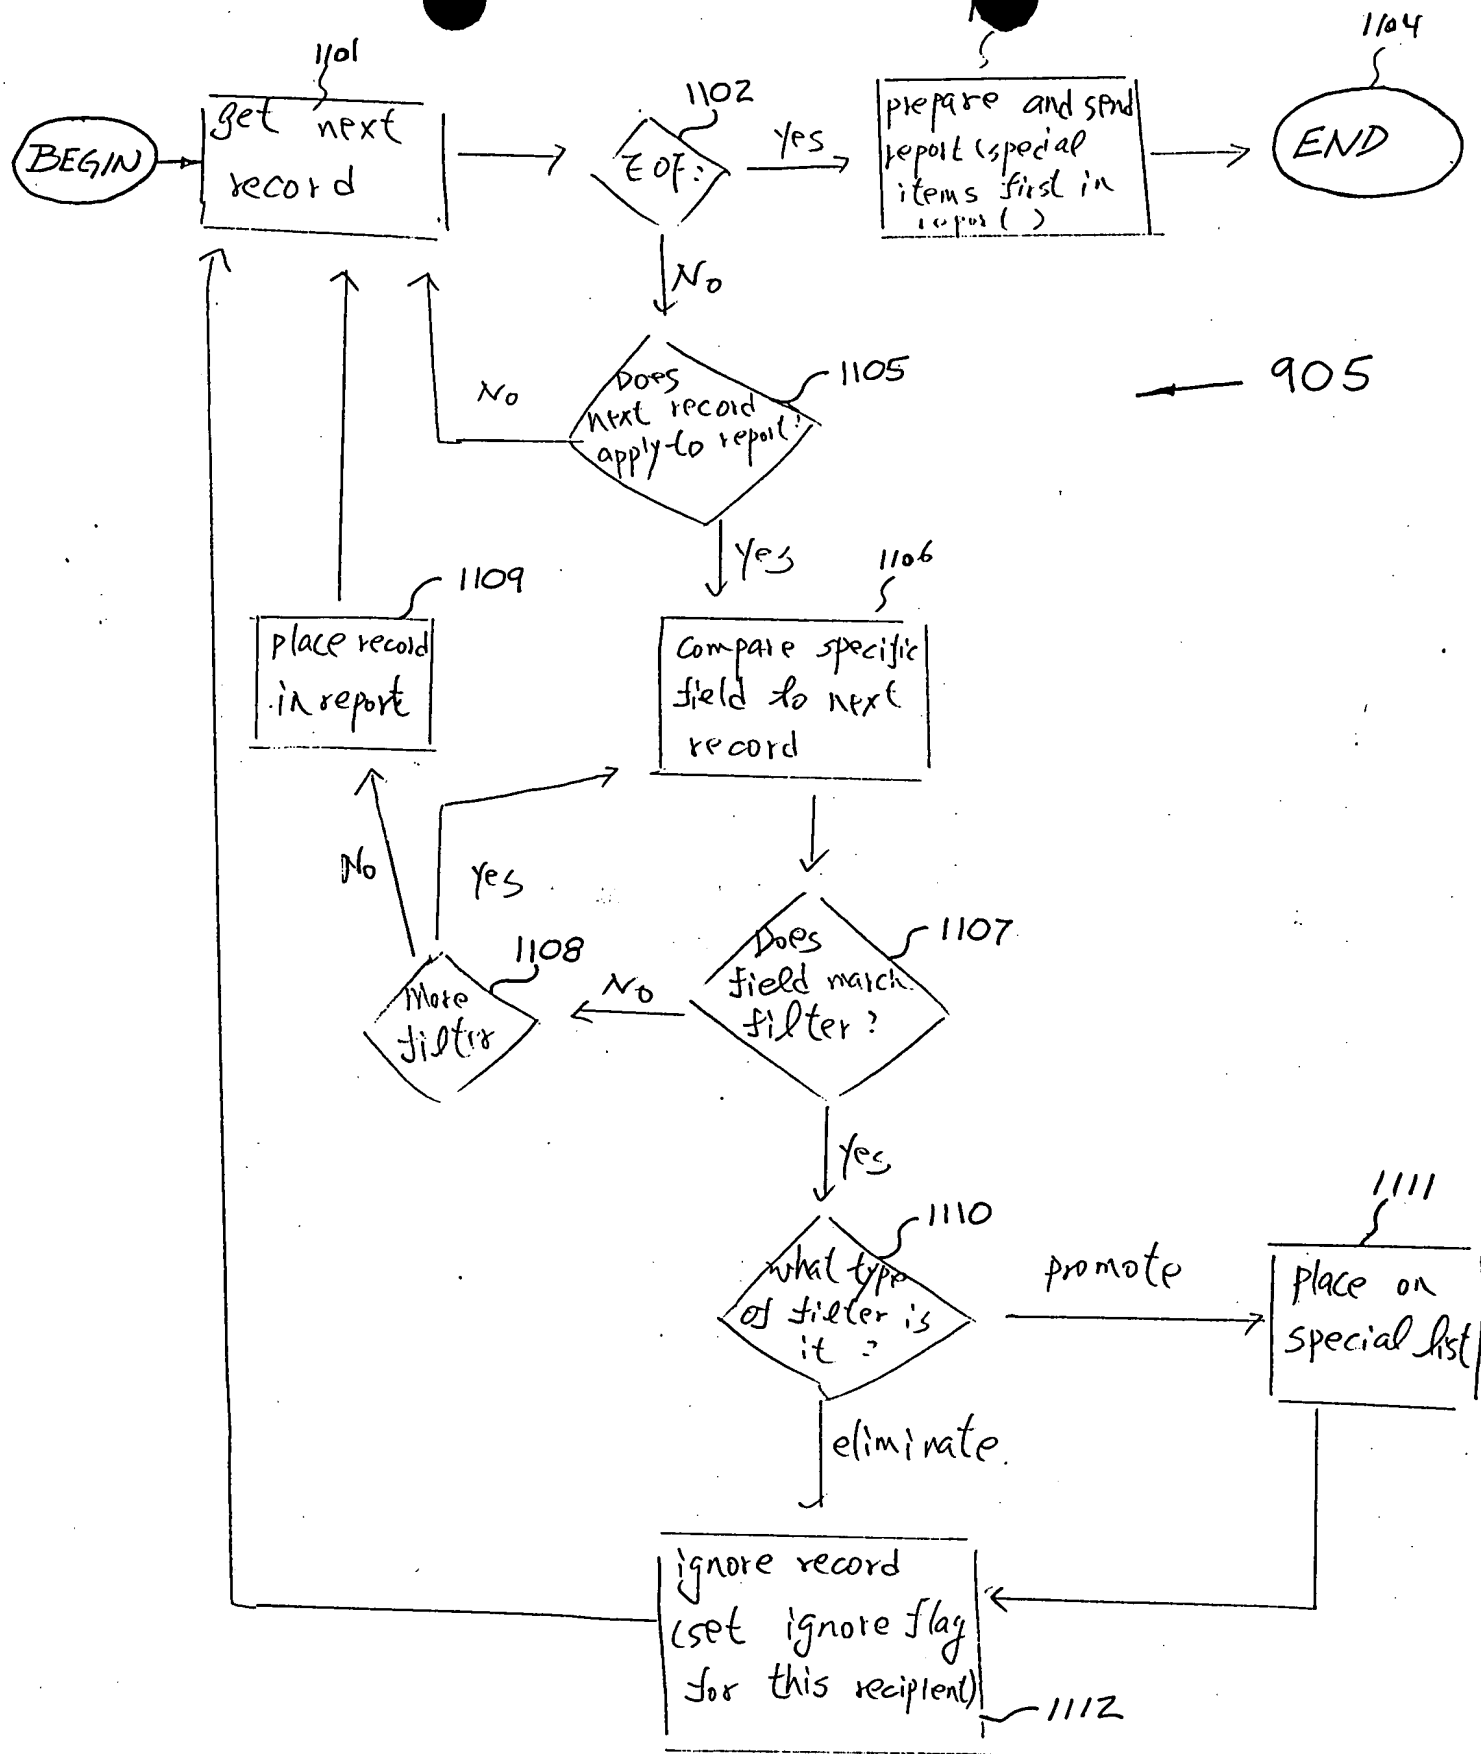 1101
1104
BEGIN
get next
record
1102
EOF?
Yes
prepare and send
report (special
items first in
report)
END
No
905
1105
Does
next record
apply to report?
No
Yes
1109
place record
in report
1106
Compare specific
field to next
record
No
Yes
1108
More
filter
No
1107
Does
field march
filter?
Yes
1110
what type
of filter is
it ?
promote
1111
place on
special list
eliminate
ignore record
(set ignore flag
for this recipient)
1112